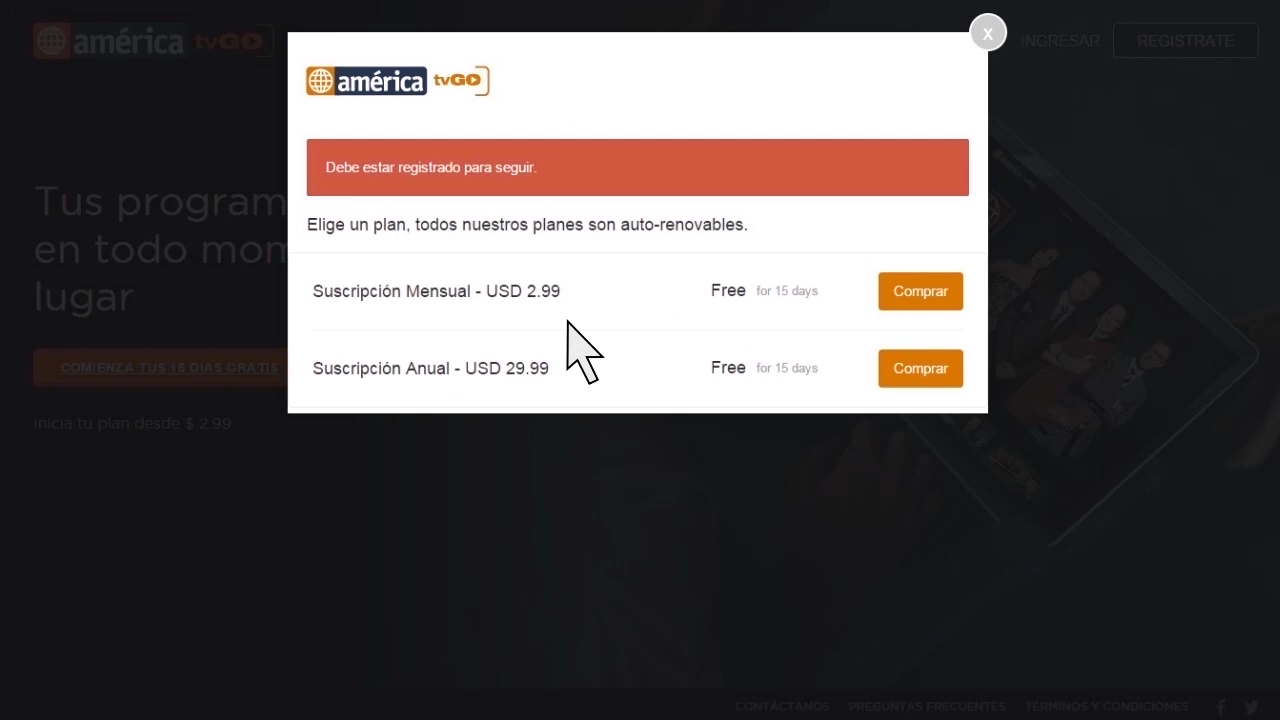 américa tvGO
INGRESAR
REGISTRATE
x
américa tvGO
Debe estar registrado para seguir.
Elige un plan, todos nuestros planes son auto-renovables.
Suscripción Mensual - USD 2.99
Free for 15 days
Comprar
Suscripción Anual - USD 29.99
Free for 15 days
Comprar
Tus program
en todo mom
lugar
COMIENZA TUS 15 DIAS GRATIS
Inicia tu plan desde $ 2.99
CONTÁCTANOS
PREGUNTAS FRECUENTES
TERMINOS Y CONDICIONES